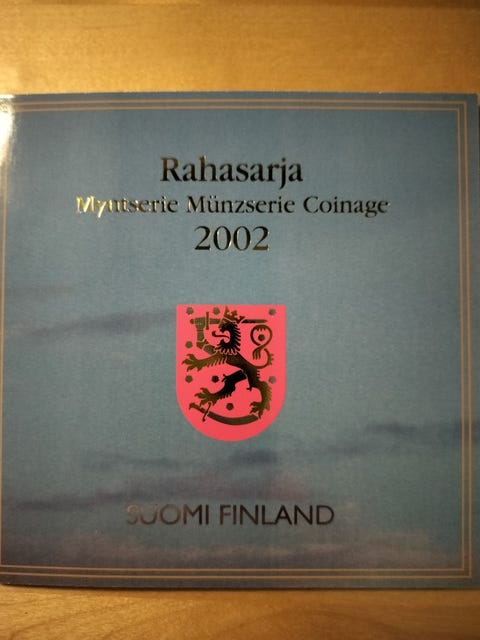 Rahasarja
Myntserie Münzserie Coinage
2002
SUOMI FINLAND